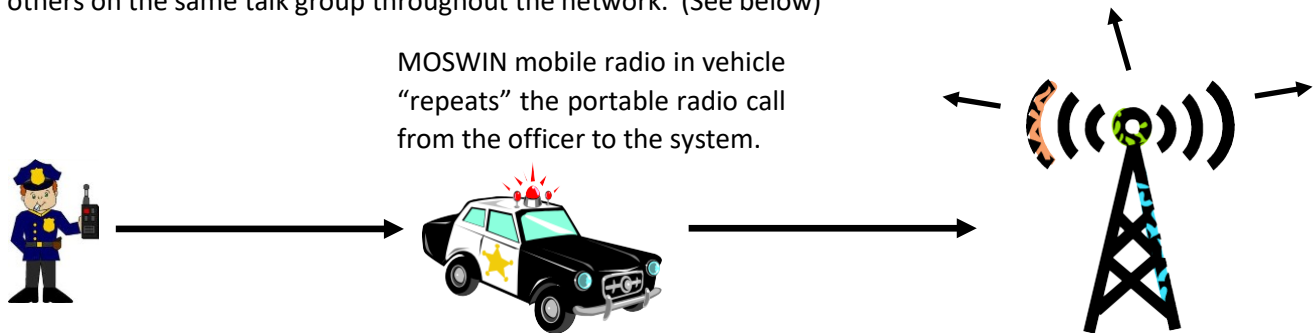 others on the same talk group throughout the network. (See below)
MOSWIN mobile radio in vehicle
“repeats” the portable radio call
from the officer to the system.